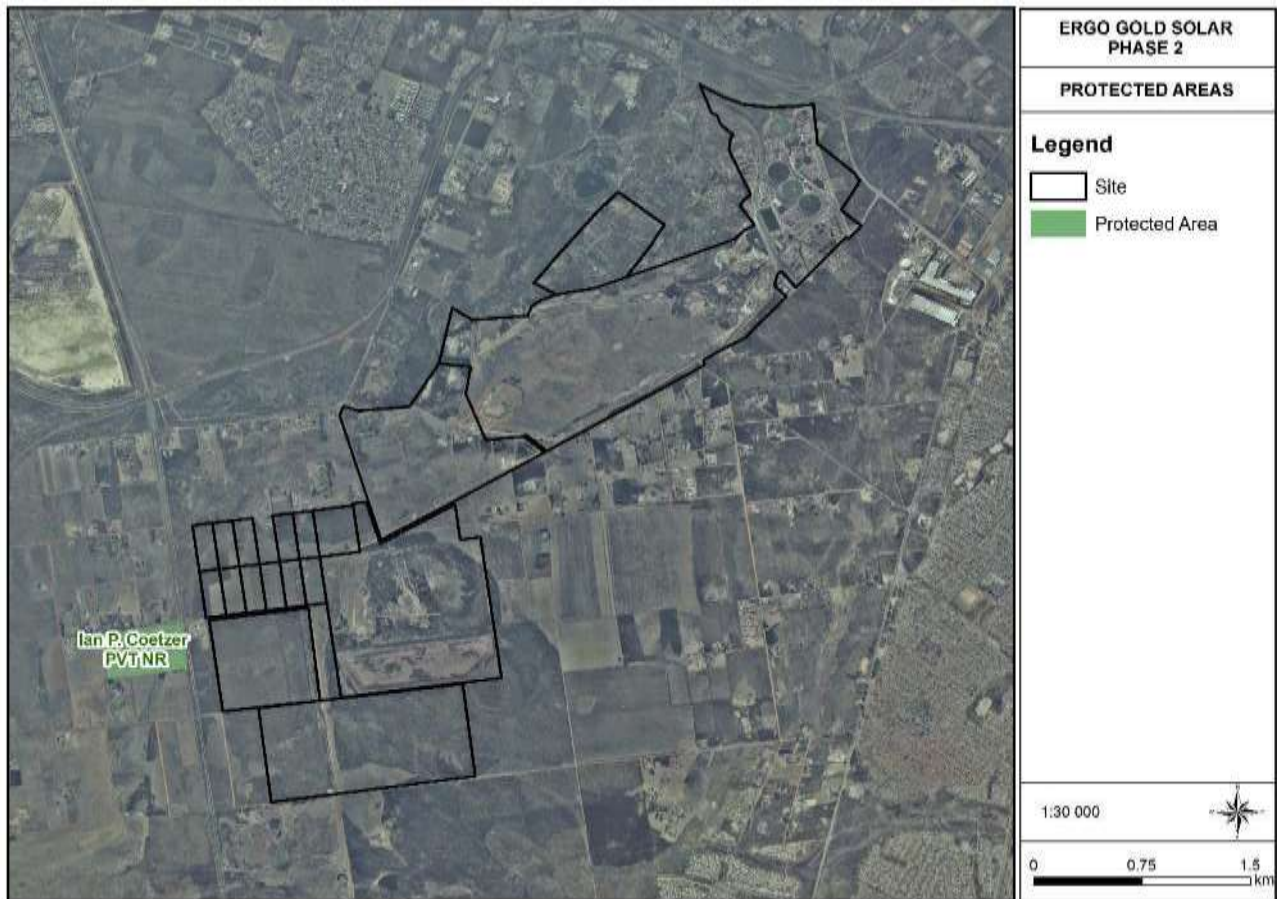 ERGO GOLD SOLAR
PHASE 2
PROTECTED AREAS
Legend
Site
Protected Area
Ian P. Coetzer
PVT NR
1:30 000
0 0.75 1.5
km